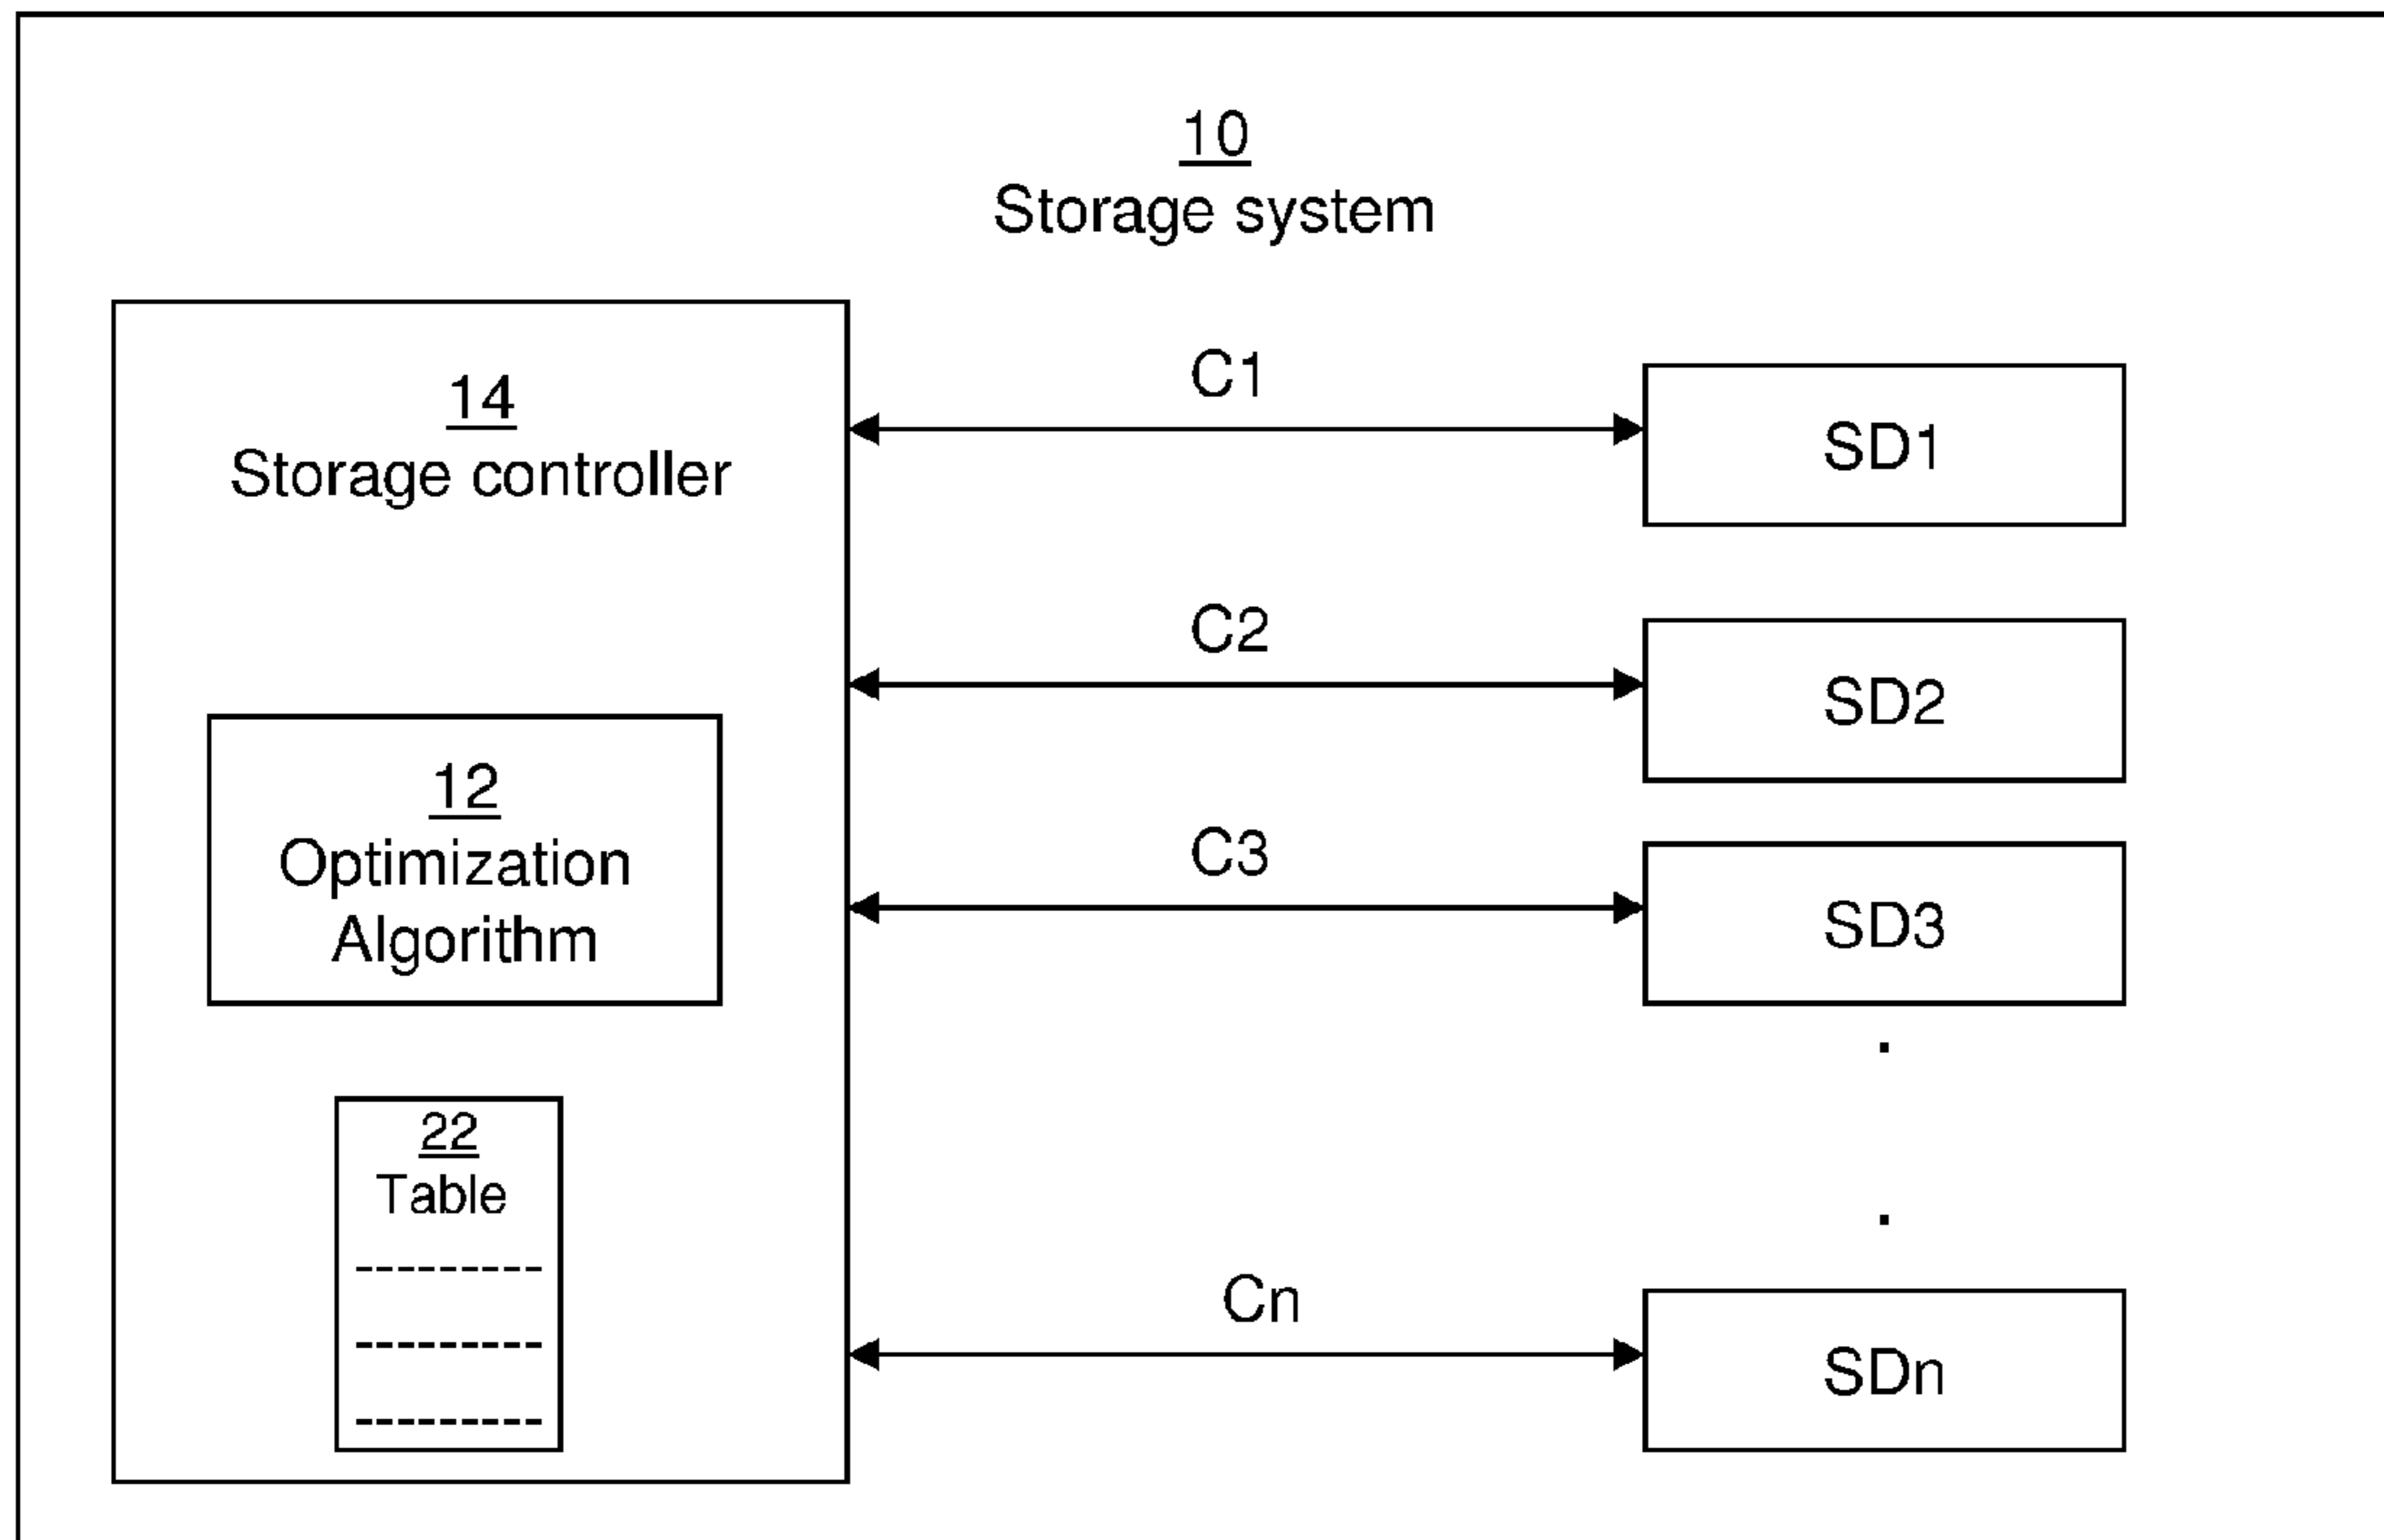 10
Storage system
14
Storage controller
C1
SD1
C2
SD2
12
Optimization
Algorithm
C3
SD3
.
.
22
Table
Cn
SDn